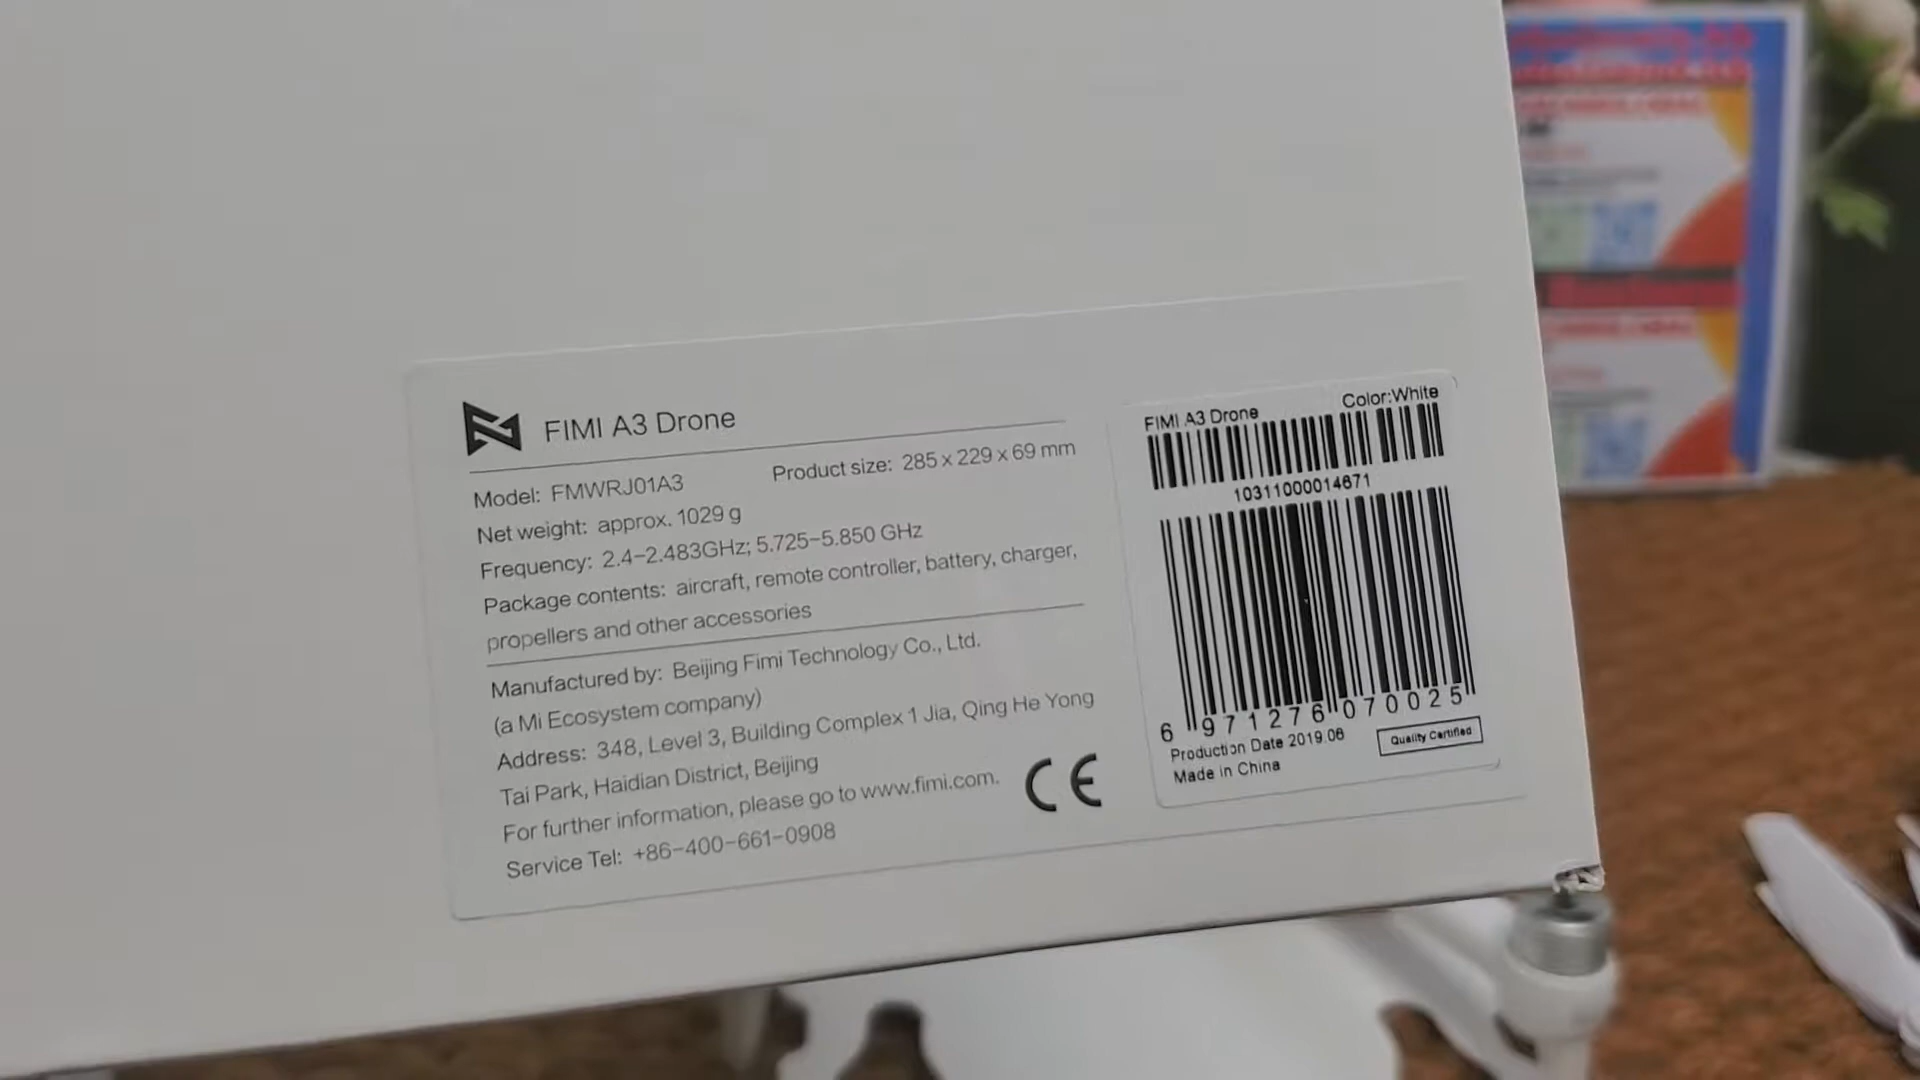 FIMI A3 Drone
Model: FMWRJ01A3
Product size: 285 x 229 x 69 mm
Net weight: approx. 1029 g
Frequency: 2.4-2.483GHz; 5.725-5.850 GHz
Package contents: aircraft, remote controller, battery, charger,
propellers and other accessories
Manufactured by: Beijing Fimi Technology Co., Ltd.
(a Mi Ecosystem company)
Address: 348, Level 3, Building Complex 1 Jia, Qing He Yong
Tai Park, Haidian District, Beijing
For further information, please go to www.fimi.com.
Service Tel: +86-400-661-0908
CE
FIMI A3 Drone
Color:White
10311000014671
6 971276 070025
Production Date 2019.06
Quality Certified
Made in China